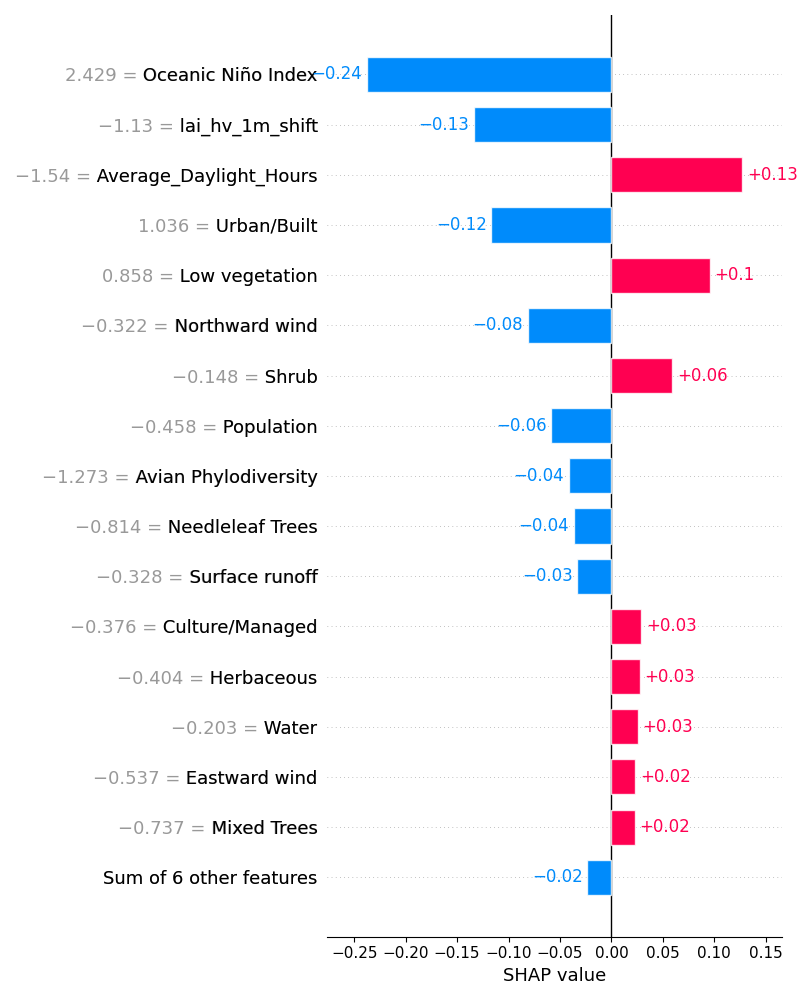 2.429 = Oceanic Niño Index −0.24
−1.13 = lai_hv_1m_shift −0.13
−1.54 = Average_Daylight_Hours +0.13
1.036 = Urban/Built −0.12
0.858 = Low vegetation +0.1
−0.322 = Northward wind −0.08
−0.148 = Shrub +0.06
−0.458 = Population −0.06
−1.273 = Avian Phylodiversity −0.04
−0.814 = Needleleaf Trees −0.04
−0.328 = Surface runoff −0.03
−0.376 = Culture/Managed +0.03
−0.404 = Herbaceous +0.03
−0.203 = Water +0.03
−0.537 = Eastward wind +0.02
−0.737 = Mixed Trees +0.02
Sum of 6 other features −0.02
−0.25 −0.20 −0.15 −0.10 −0.05 0.00 0.05 0.10 0.15
SHAP value